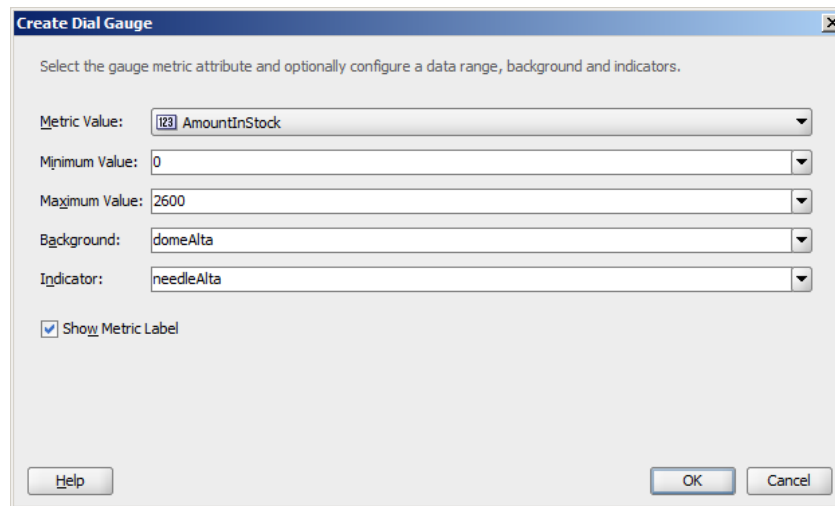 Create Dial Gauge
Select the gauge metric attribute and optionally configure a data range, background and indicators.
Metric Value: 123 AmountInStock
Minimum Value: 0
Maximum Value: 2600
Background: domeAlta
Indicator: needleAlta
Show Metric Label
Help OK Cancel